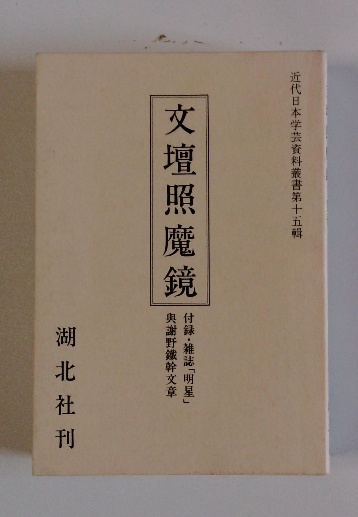 近代日本学芸資料叢書第十五輯
文壇照魔鏡
付録・雑誌「明星」
與謝野鐵幹文章
湖北社刊